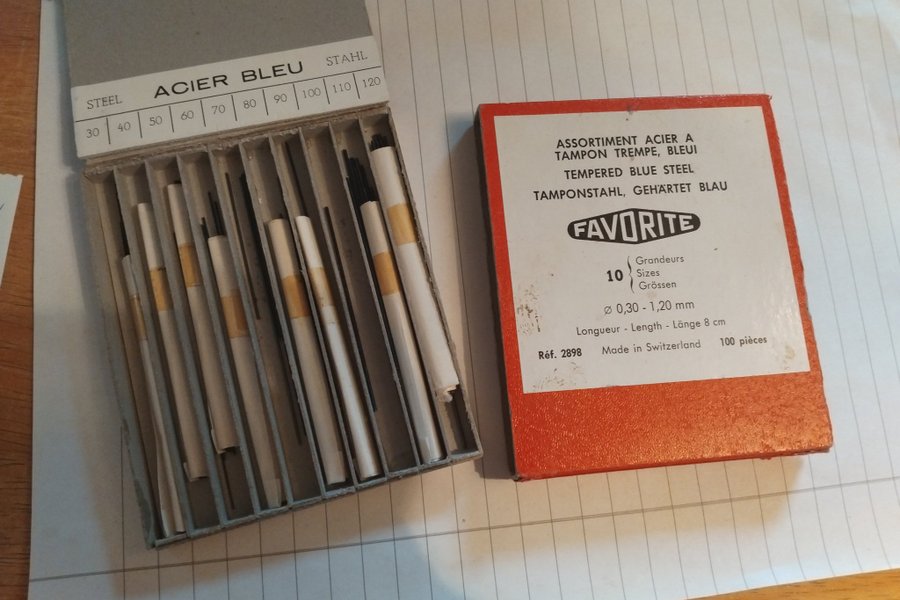 STEEL ACIER BLEU STAHL
30 40 50 60 70 80 90 100 110 120
ASSORTIMENT ACIER A
TAMPON TREMPE, BLEUI
TEMPERED BLUE STEEL
TAMPONSTAHL, GEHÄRTET BLAU
FAVORITE
10 Grandeurs
Sizes
Grössen
Ø 0,30 - 1,20 mm
Longueur - Length - Länge 8 cm
Réf. 2898 Made in Switzerland 100 pièces